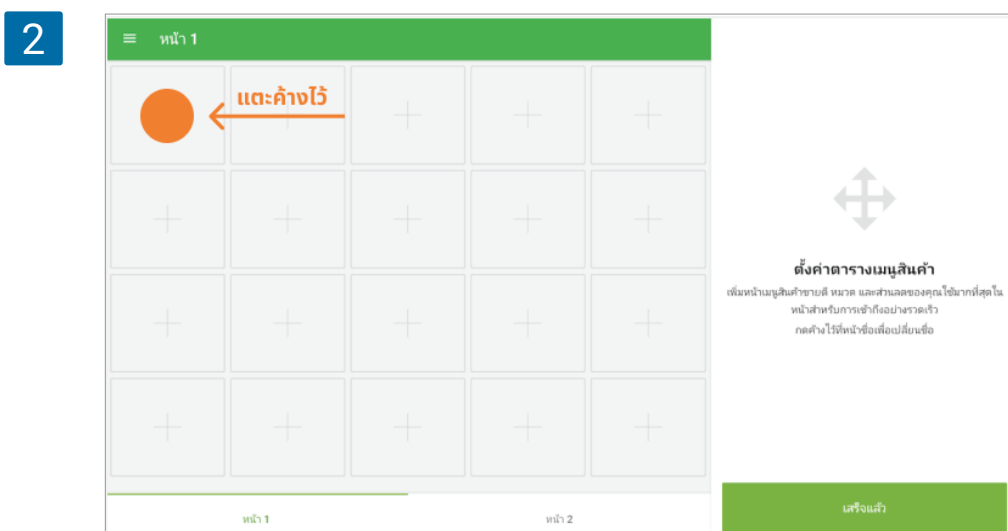 2
หน้า 1
แตะค้างไว้
ตั้งค่าตารางเมนูสินค้า
เพิ่มหน้าเมนูสินค้าขายดี หมวด และส่วนลดของคุณใช้มากที่สุดใน
หน้าสำหรับการเข้าถึงอย่างรวดเร็ว
กดค้างไว้ที่หน้าชื่อเพื่อเปลี่ยนชื่อ
หน้า 1
หน้า 2
เสร็จแล้ว